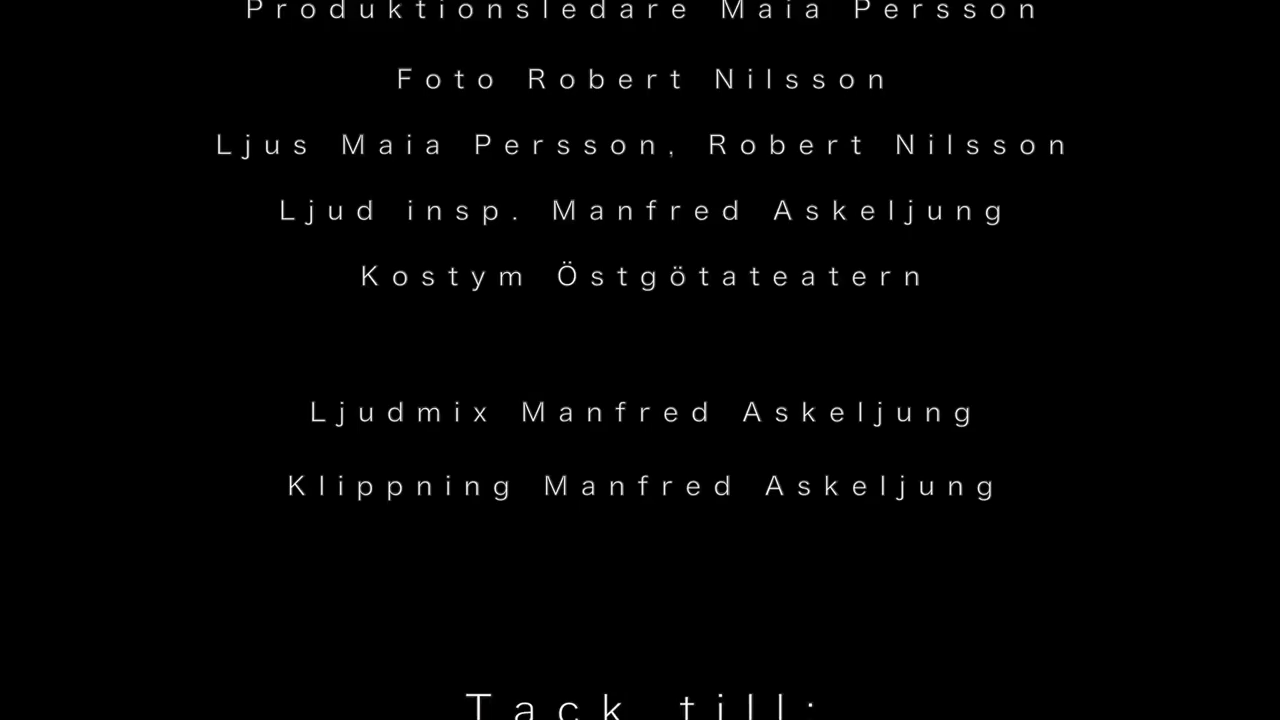 Produktionsledare Maia Persson
Foto Robert Nilsson
Ljus Maia Persson, Robert Nilsson
Ljud insp. Manfred Askeljung
Kostym Östgötateatern
Ljudmix Manfred Askeljung
Klippning Manfred Askeljung
Tack till: